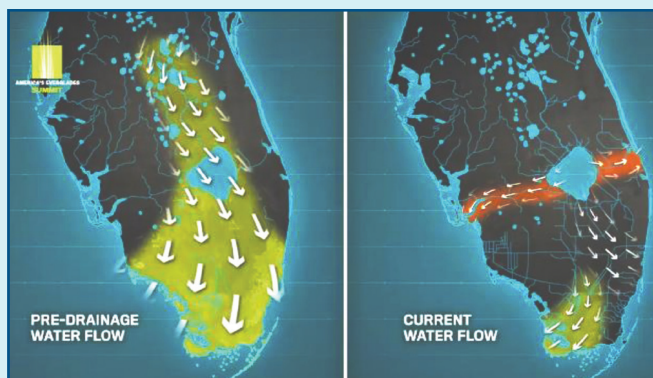 AMERICA'S EVERGLADES
SUMMIT
PRE-DRAINAGE
WATER FLOW
CURRENT
WATER FLOW